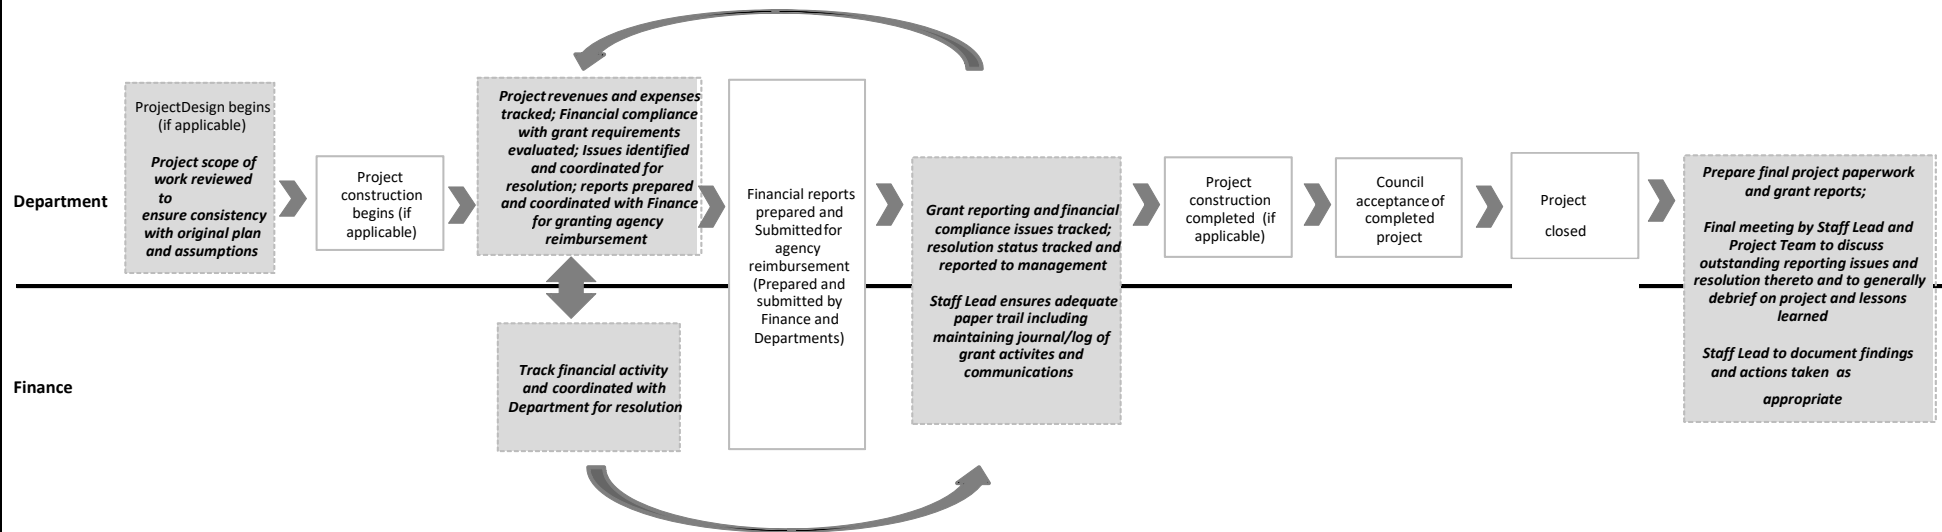 Department
ProjectDesign begins
(if applicable)
Project scope of
work reviewed
to
ensure consistency
with original plan
and assumptions
Project
construction
begins (if
applicable)
Project revenues and expenses
tracked; Financial compliance
with grant requirements
evaluated; Issues identified
and coordinated for
resolution; reports prepared
and coordinated with Finance
for granting agency
reimbursement
Financial reports
prepared and
Submitted for
agency
reimbursement
(Prepared and
submitted by
Finance and
Departments)
Grant reporting and financial
compliance issues tracked;
resolution status tracked and
reported to management
Staff Lead ensures adequate
paper trail including
maintaining journal/log of
grant activites and
communications
Project
construction
completed (if
applicable)
Council
acceptance of
completed
project
Project
closed
Prepare final project paperwork
and grant reports;
Final meeting by Staff Lead and
Project Team to discuss
outstanding reporting issues and
resolution thereto and to generally
debrief on project and lessons
learned
Staff Lead to document findings
and actions taken as
appropriate
Finance
Track financial activity
and coordinated with
Department for resolution